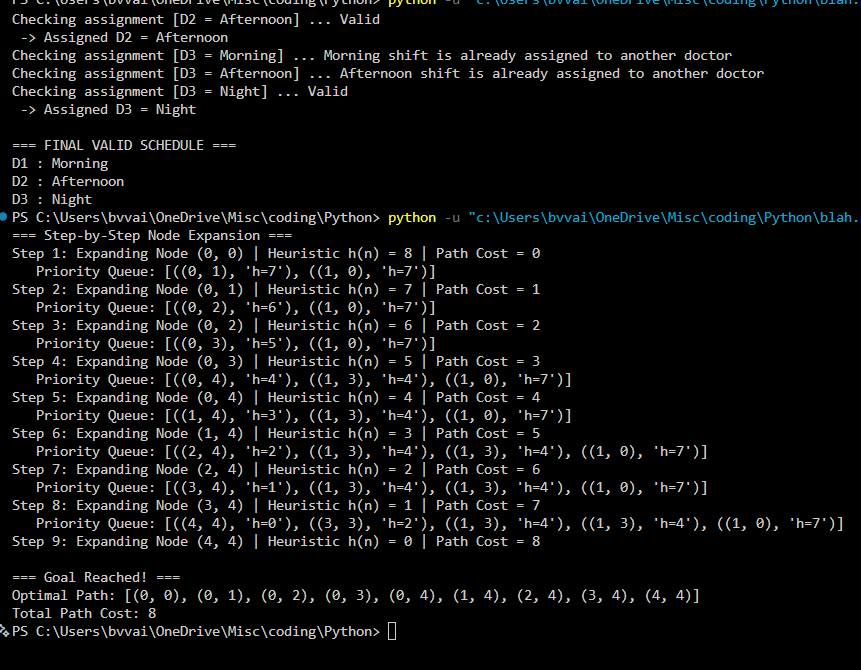 PS C:\Users\bvvai\OneDrive\Misc\coding\Python> python -u "c:\Users\bvvai\OneDrive\Misc\coding\Python\blah.
Checking assignment [D2 = Afternoon] ... Valid
 -> Assigned D2 = Afternoon
Checking assignment [D3 = Morning] ... Morning shift is already assigned to another doctor
Checking assignment [D3 = Afternoon] ... Afternoon shift is already assigned to another doctor
Checking assignment [D3 = Night] ... Valid
 -> Assigned D3 = Night

=== FINAL VALID SCHEDULE ===
D1 : Morning
D2 : Afternoon
D3 : Night
PS C:\Users\bvvai\OneDrive\Misc\coding\Python> python -u "c:\Users\bvvai\OneDrive\Misc\coding\Python\blah.
=== Step-by-Step Node Expansion ===
Step 1: Expanding Node (0, 0) | Heuristic h(n) = 8 | Path Cost = 0
   Priority Queue: [((0, 1), 'h=7'), ((1, 0), 'h=7')]
Step 2: Expanding Node (0, 1) | Heuristic h(n) = 7 | Path Cost = 1
   Priority Queue: [((0, 2), 'h=6'), ((1, 0), 'h=7')]
Step 3: Expanding Node (0, 2) | Heuristic h(n) = 6 | Path Cost = 2
   Priority Queue: [((0, 3), 'h=5'), ((1, 0), 'h=7')]
Step 4: Expanding Node (0, 3) | Heuristic h(n) = 5 | Path Cost = 3
   Priority Queue: [((0, 4), 'h=4'), ((1, 3), 'h=4'), ((1, 0), 'h=7')]
Step 5: Expanding Node (0, 4) | Heuristic h(n) = 4 | Path Cost = 4
   Priority Queue: [((1, 4), 'h=3'), ((1, 3), 'h=4'), ((1, 0), 'h=7')]
Step 6: Expanding Node (1, 4) | Heuristic h(n) = 3 | Path Cost = 5
   Priority Queue: [((2, 4), 'h=2'), ((1, 3), 'h=4'), ((1, 3), 'h=4'), ((1, 0), 'h=7')]
Step 7: Expanding Node (2, 4) | Heuristic h(n) = 2 | Path Cost = 6
   Priority Queue: [((3, 4), 'h=1'), ((1, 3), 'h=4'), ((1, 3), 'h=4'), ((1, 0), 'h=7')]
Step 8: Expanding Node (3, 4) | Heuristic h(n) = 1 | Path Cost = 7
   Priority Queue: [((4, 4), 'h=0'), ((3, 3), 'h=2'), ((1, 3), 'h=4'), ((1, 3), 'h=4'), ((1, 0), 'h=7')]
Step 9: Expanding Node (4, 4) | Heuristic h(n) = 0 | Path Cost = 8

=== Goal Reached! ===
Optimal Path: [(0, 0), (0, 1), (0, 2), (0, 3), (0, 4), (1, 4), (2, 4), (3, 4), (4, 4)]
Total Path Cost: 8
PS C:\Users\bvvai\OneDrive\Misc\coding\Python>